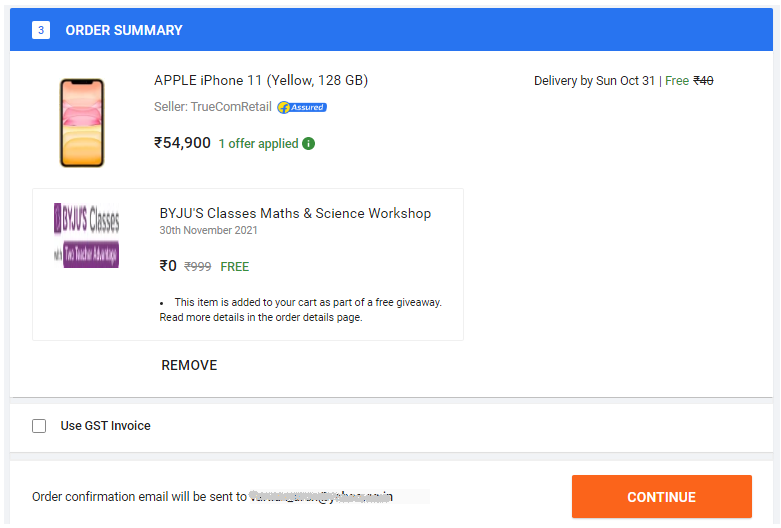 3 ORDER SUMMARY
APPLE iPhone 11 (Yellow, 128 GB)
Delivery by Sun Oct 31 | Free ₹40
Seller: TrueComRetail Assured
₹54,900 1 offer applied
BYJU'S Classes
with Two Teacher Advantage
BYJU'S Classes Maths & Science Workshop
30th November 2021
₹0 ₹999 FREE
• This item is added to your cart as part of a free giveaway.
Read more details in the order details page.
REMOVE
Use GST Invoice
Order confirmation email will be sent to
CONTINUE